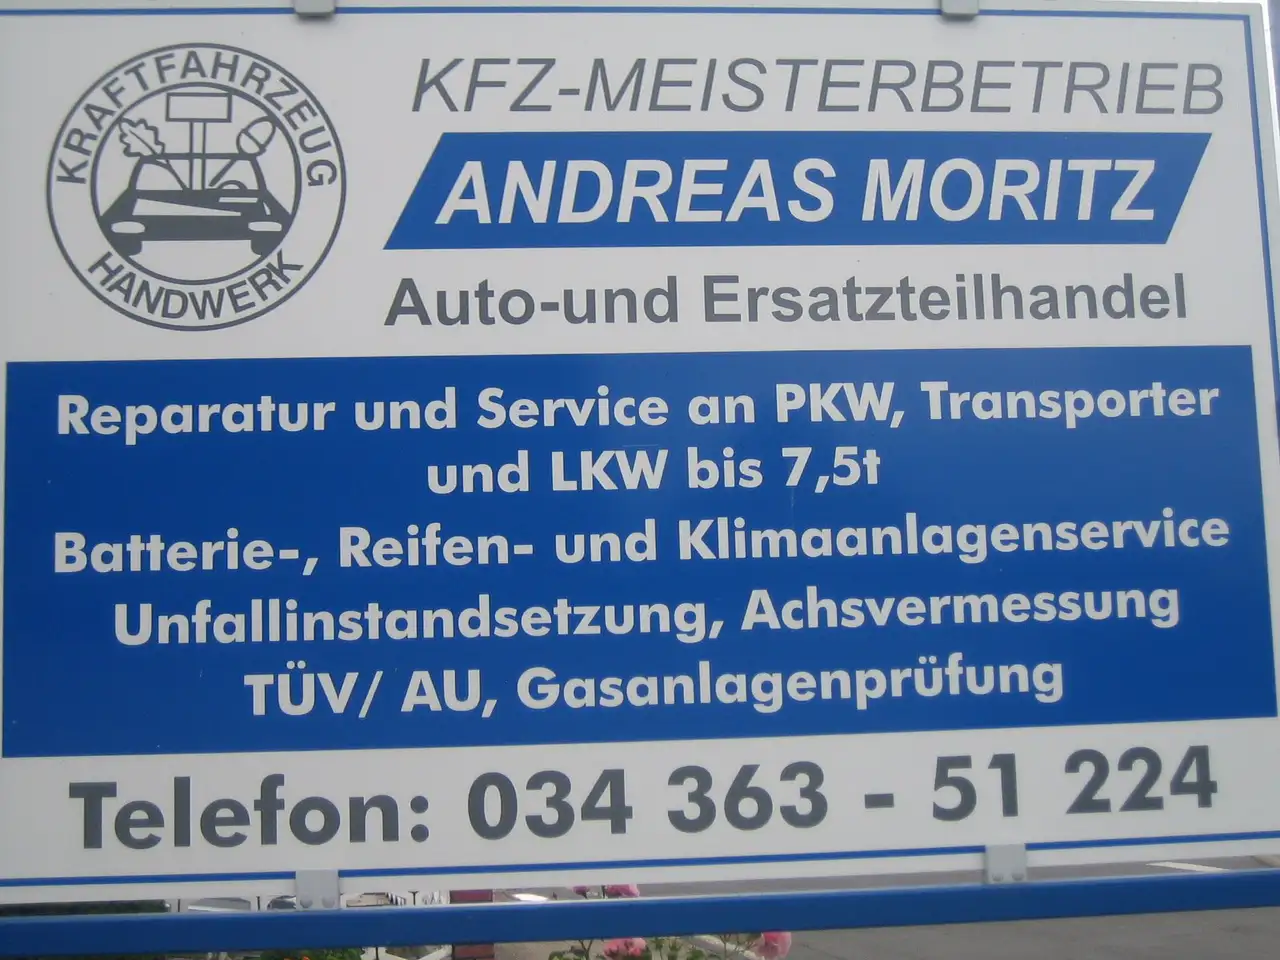 KRAFTFAHRZEUG
HANDWERK
KFZ-MEISTERBETRIEB
ANDREAS MORITZ
Auto-und Ersatzteilhandel
Reparatur und Service an PKW, Transporter
und LKW bis 7,5t
Batterie-, Reifen- und Klimaanlagenservice
Unfallinstandsetzung, Achsvermessung
TÜV/ AU, Gasanlagenprüfung
Telefon: 034 363 - 51 224